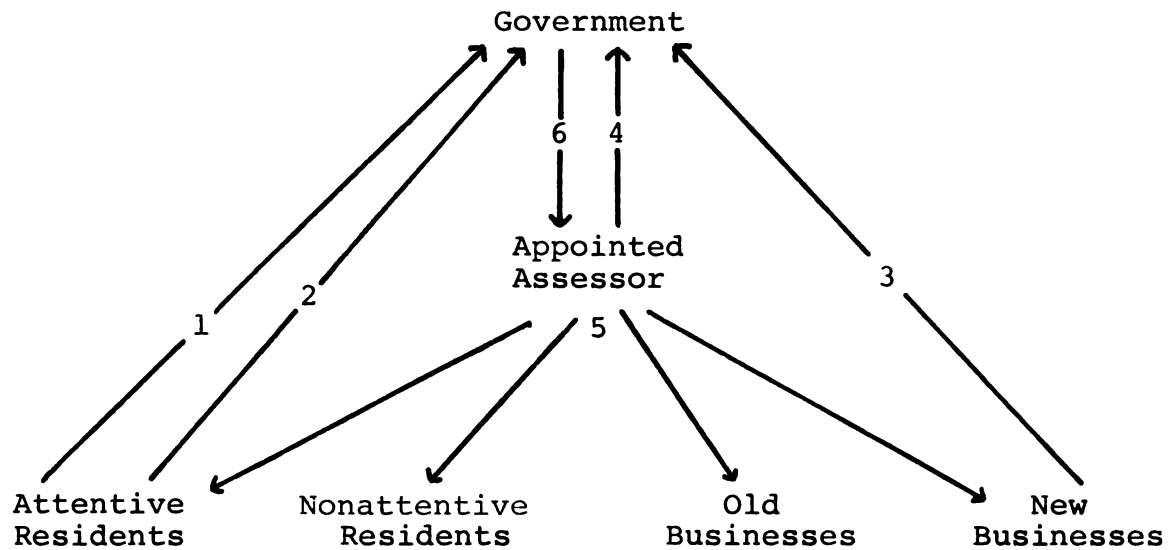 Government
6 4
Appointed
Assessor
3
2
1
5
Attentive
Residents
Nonattentive
Residents
Old
Businesses
New
Businesses